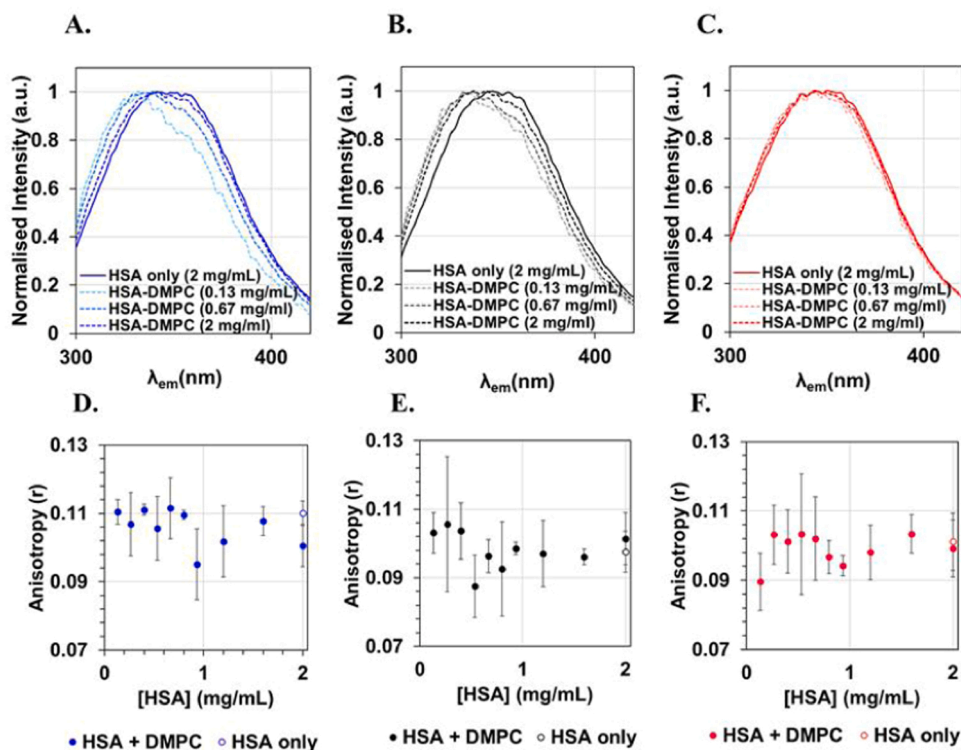 A.
Normalised Intensity (a.u.)
1
0.8
0.6
0.4
0.2
0
HSA only (2 mg/mL)
HSA-DMPC (0.13 mg/mL)
HSA-DMPC (0.67 mg/ml)
HSA-DMPC (2 mg/ml)
300
400
λem(nm)
B.
Normalised Intensity (a.u.)
1
0.8
0.6
0.4
0.2
0
HSA only (2 mg/mL)
HSA-DMPC (0.13 mg/mL)
HSA-DMPC (0.67 mg/ml)
HSA-DMPC (2 mg/ml)
300
400
λem(nm)
C.
Normalised Intensity (a.u.)
1
0.8
0.6
0.4
0.2
0
HSA only (2 mg/mL)
HSA-DMPC (0.13 mg/mL)
HSA-DMPC (0.67 mg/ml)
HSA-DMPC (2 mg/ml)
300
400
λem(nm)
D.
Anisotropy (r)
0.13
0.11
0.09
0.07
0
1
2
[HSA] (mg/mL)
HSA + DMPC
HSA only
E.
Anisotropy (r)
0.13
0.11
0.09
0.07
0
1
2
[HSA] (mg/mL)
HSA + DMPC
HSA only
F.
Anisotropy (r)
0.13
0.11
0.09
0.07
0
1
2
[HSA] (mg/mL)
HSA + DMPC
HSA only